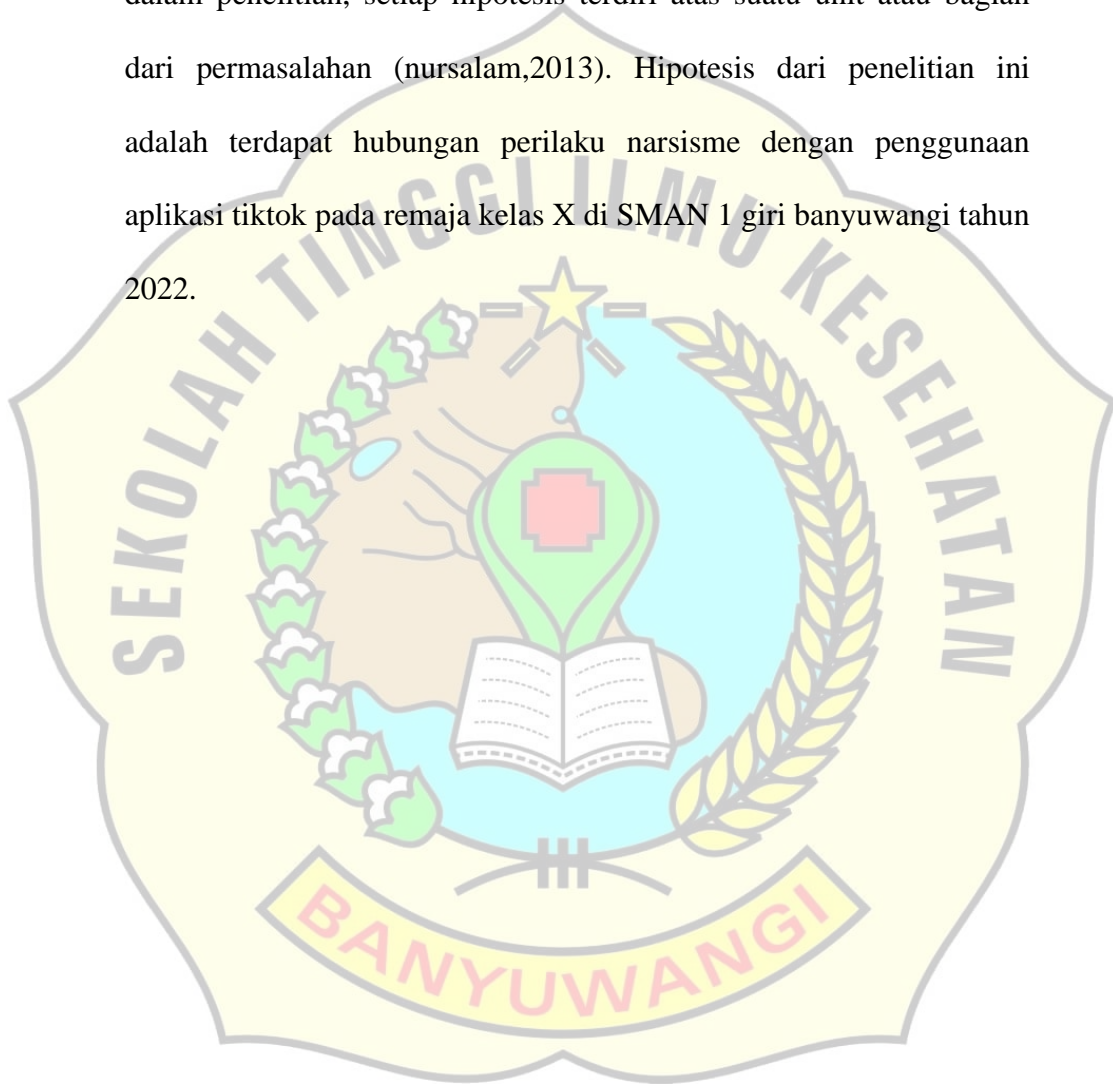 dalam penelitian, setiap hipotesis terdiri atas suatu unit atau bagian
dari permasalahan (nursalam,2013). Hipotesis dari penelitian ini
adalah terdapat hubungan perilaku narsisme dengan penggunaan
aplikasi tiktok pada remaja kelas X di SMAN 1 giri banyuwangi tahun
2022.
SEKOLAH TINGGI ILMU KESEHATAN
BANYUWANGI